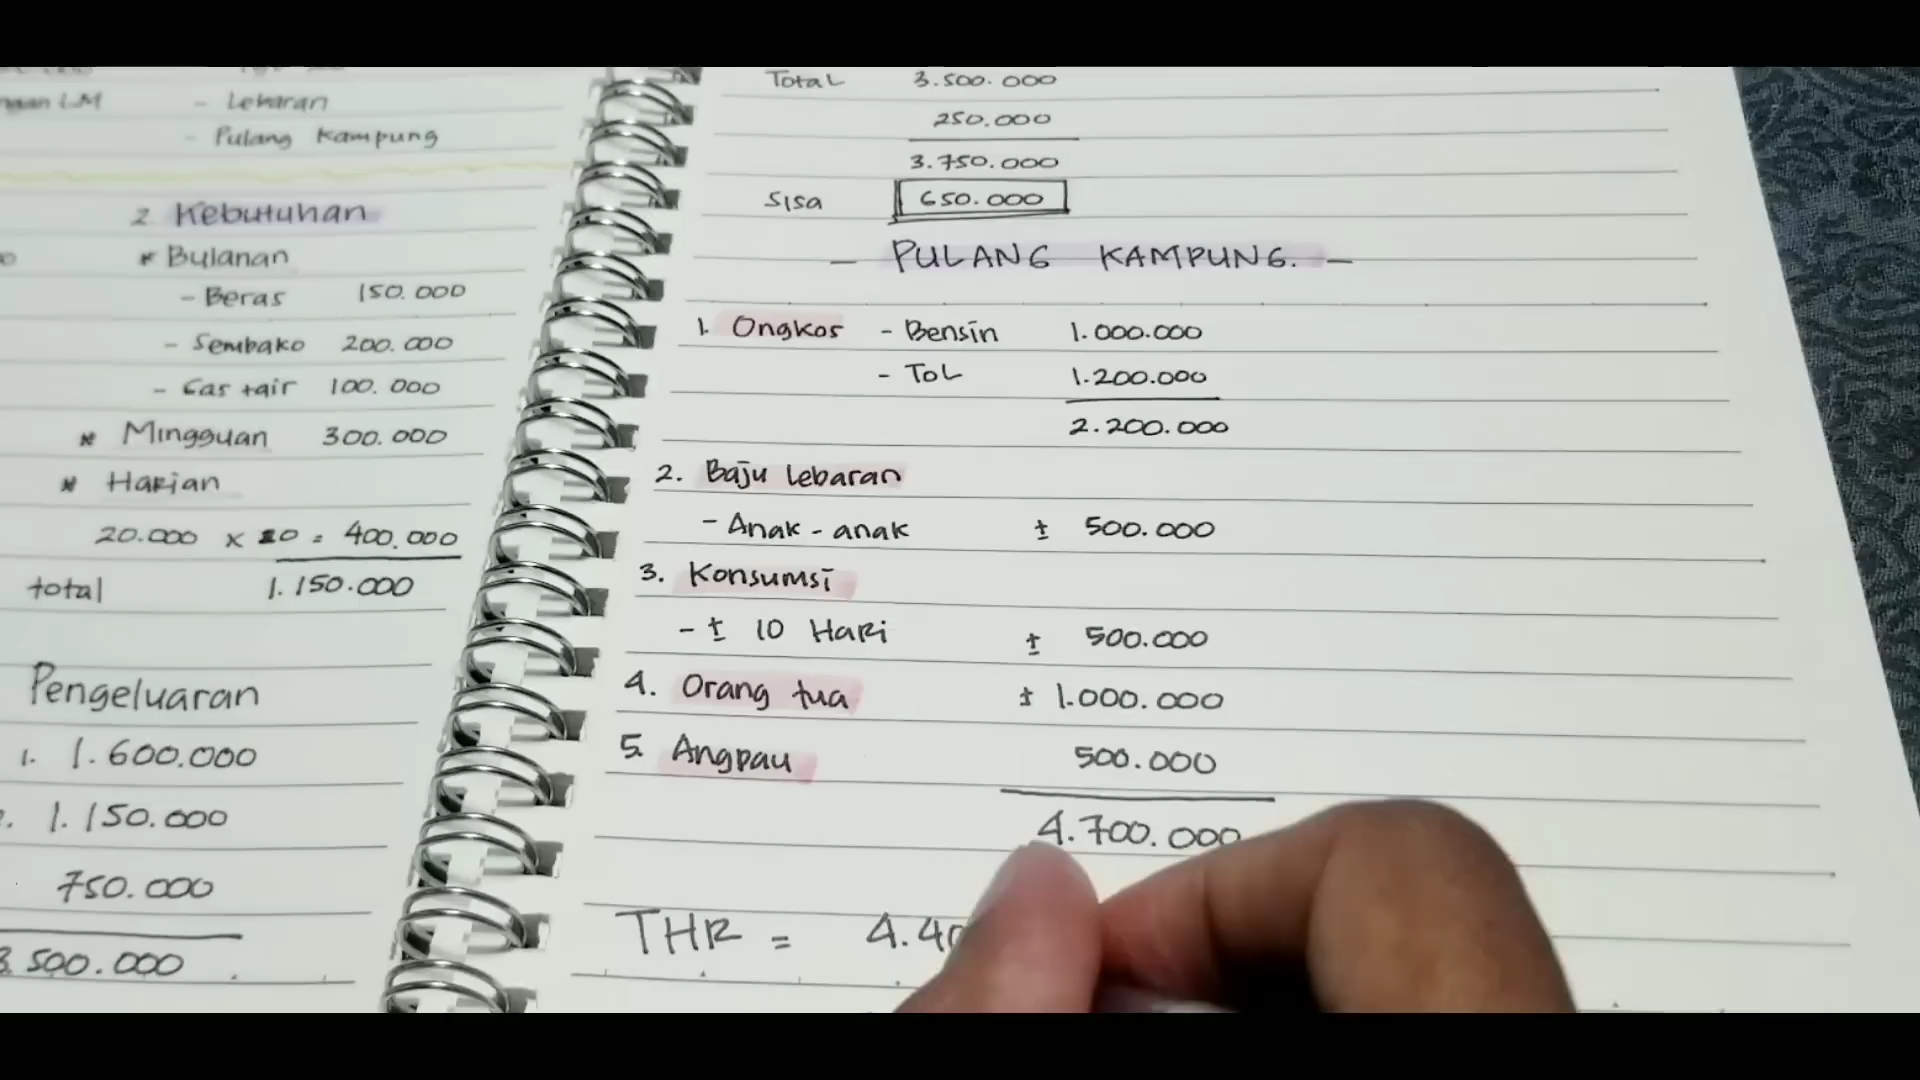 - Lebaran
- Pulang Kampung
2. Kebutuhan
* Bulanan
- Beras 150.000
- Sembako 200.000
- Gas + air 100.000
* Mingguan 300.000
* Harian
20.000 x 20 = 400.000
total 1.150.000
Pengeluaran
1. 1.600.000
1.150.000
750.000
3.500.000
Total 3.500.000
250.000
3.750.000
Sisa 650.000
- PULANG KAMPUNG. -
1. Ongkos - Bensin 1.000.000
- Tol 1.200.000
2.200.000
2. Baju lebaran
- Anak - anak ± 500.000
3. Konsumsi
- ± 10 Hari ± 500.000
4. Orang tua ± 1.000.000
5. Angpau 500.000
4.700.000
THR = 4.40